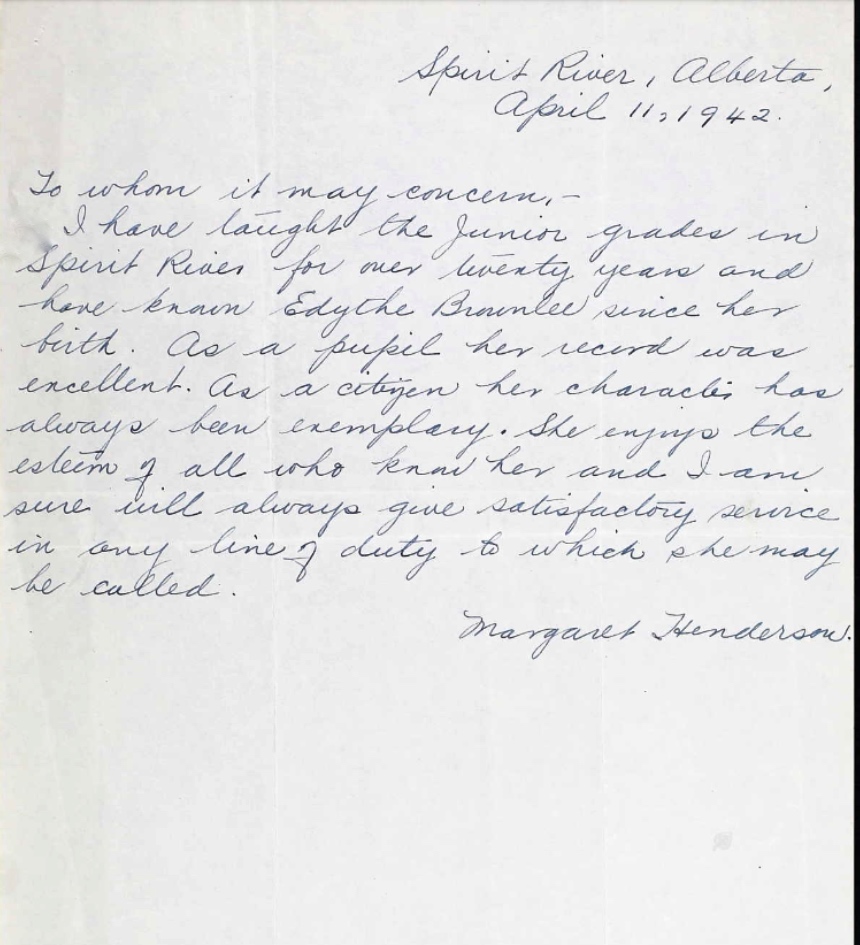 Spirit River, Alberta,
April 11, 1942.
To whom it may concern,-
I have taught the Junior grades in
Spirit River for over twenty years and
have known Edythe Brownlee since her
birth. As a pupil her record was
excellent. As a citizen her character has
always been exemplary. She enjoys the
esteem of all who know her and I am
sure will always give satisfactory service
in any line of duty to which she may
be called.
Margaret Henderson.